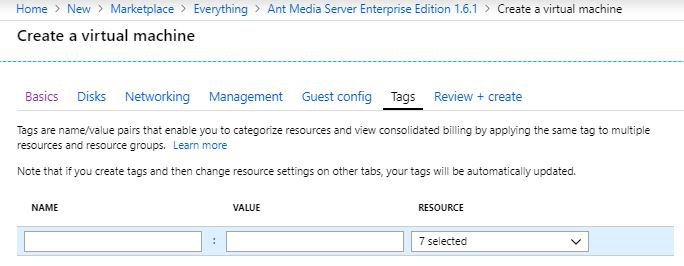 Home > New > Marketplace > Everything > Ant Media Server Enterprise Edition 1.6.1 > Create a virtual machine
Create a virtual machine
Basics Disks Networking Management Guest config Tags Review + create
Tags are name/value pairs that enable you to categorize resources and view consolidated billing by applying the same tag to multiple
resources and resource groups. Learn more
Note that if you create tags and then change resource settings on other tabs, your tags will be automatically updated.
NAME VALUE RESOURCE
: 7 selected